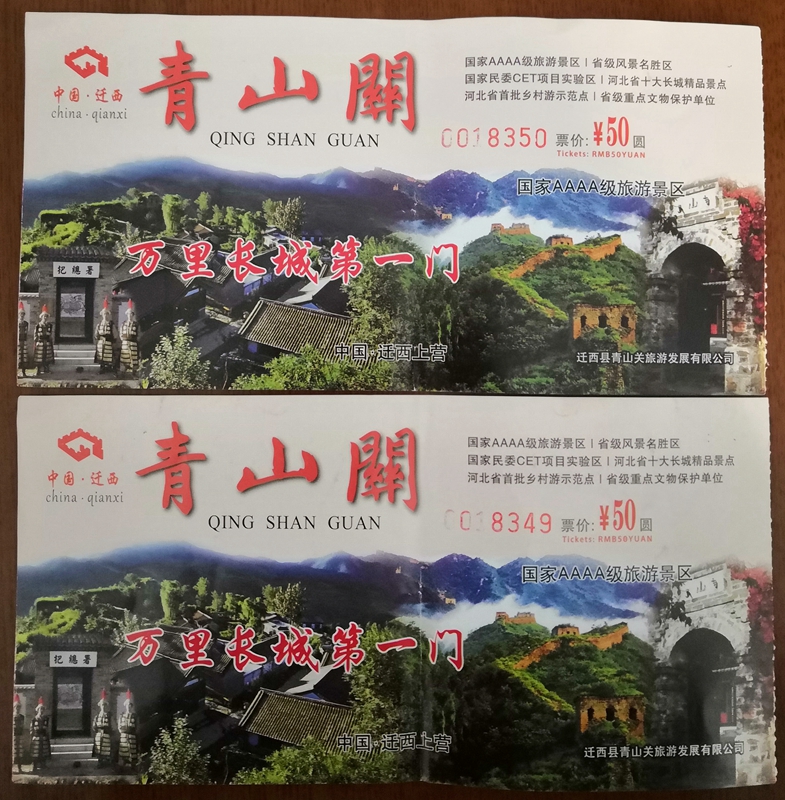 中国·迁西
china·qianxi
青山關
QING SHAN GUAN
国家AAAA级旅游景区 | 省级风景名胜区
国家民委CET项目实验区 | 河北省十大长城精品景点
河北省首批乡村游示范点 | 省级重点文物保护单位
0018350 票价: ¥50圆
Tickets: RMB50YUAN
国家AAAA级旅游景区
万里长城第一门
把總署
中国·迁西上营
迁西县青山关旅游发展有限公司
中国·迁西
china·qianxi
青山關
QING SHAN GUAN
国家AAAA级旅游景区 | 省级风景名胜区
国家民委CET项目实验区 | 河北省十大长城精品景点
河北省首批乡村游示范点 | 省级重点文物保护单位
0018349 票价: ¥50圆
Tickets: RMB50YUAN
国家AAAA级旅游景区
万里长城第一门
把總署
中国·迁西上营
迁西县青山关旅游发展有限公司